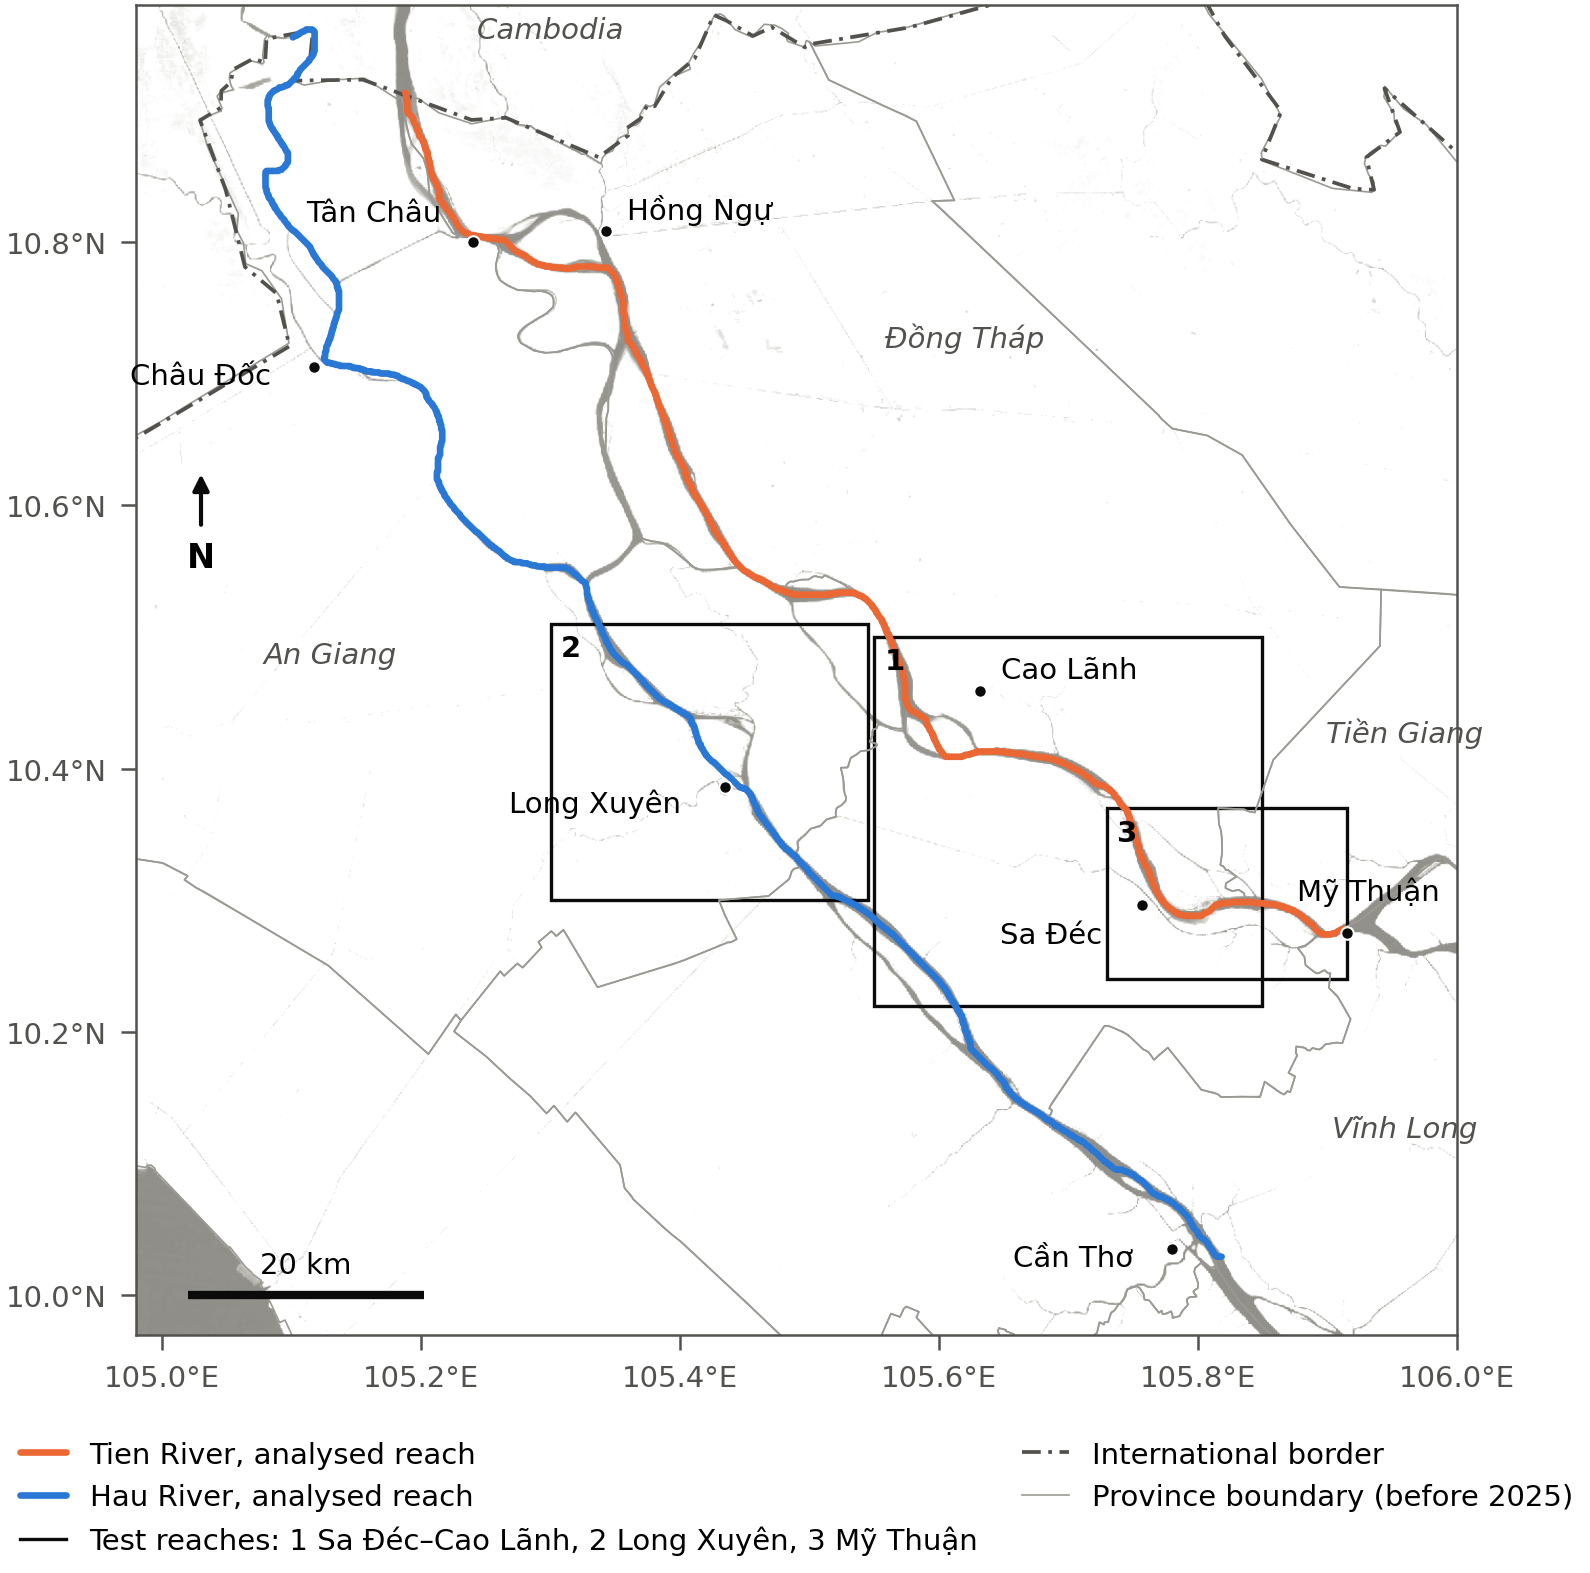 Cambodia
Tân Châu
Hồng Ngự
10.8°N
Đồng Tháp
Châu Đốc
10.6°N
N
An Giang
2
1
Cao Lãnh
Tiền Giang
10.4°N
Long Xuyên
3
Mỹ Thuận
Sa Đéc
10.2°N
Vĩnh Long
Cần Thơ
20 km
10.0°N
105.0°E 105.2°E 105.4°E 105.6°E 105.8°E 106.0°E
Tien River, analysed reach
Hau River, analysed reach
Test reaches: 1 Sa Đéc–Cao Lãnh, 2 Long Xuyên, 3 Mỹ Thuận
International border
Province boundary (before 2025)